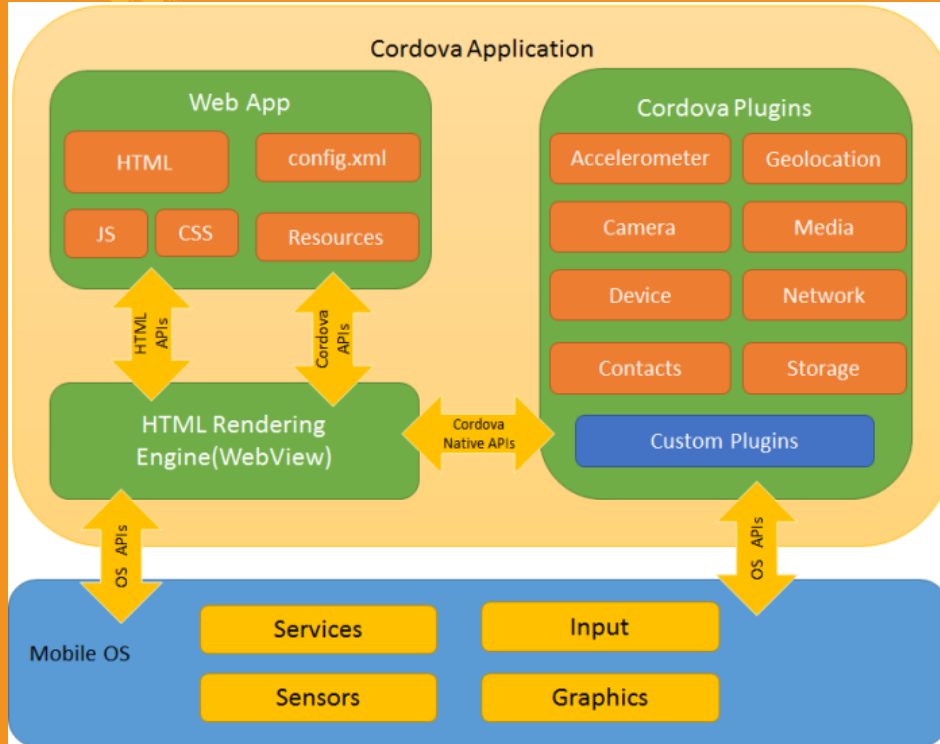 Cordova Application
Web App
HTML
config.xml
JS
CSS
Resources
HTML
APIs
Cordova
APIs
HTML Rendering
Engine(WebView)
Cordova
Native APIs
Cordova Plugins
Accelerometer
Geolocation
Camera
Media
Device
Network
Contacts
Storage
Custom Plugins
OS APIs
OS APIs
Mobile OS
Services
Input
Sensors
Graphics